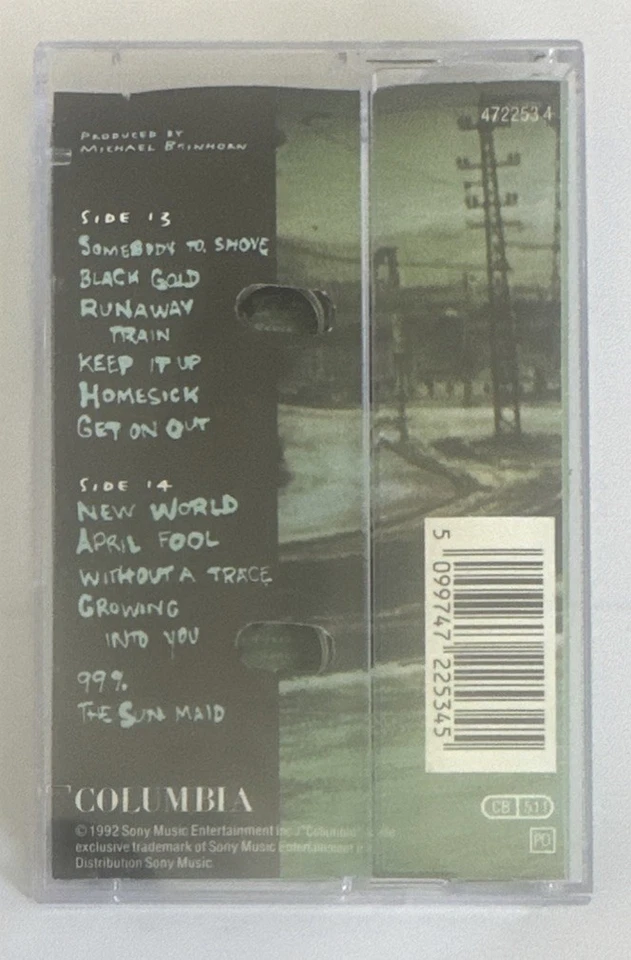 PRODUCED BY
MICHAEL BEINHORN
SIDE 13
SOMEBODY TO SHOVE
BLACK GOLD
RUNAWAY
TRAIN
KEEP IT UP
HOMESICK
GET ON OUT
SIDE 14
NEW WORLD
APRIL FOOL
WITHOUT A TRACE
GROWING
INTO YOU
99%
THE SUN MAID
COLUMBIA
© 1992 Sony Music Entertainment Inc./"Columbia" is the
exclusive trademark of Sony Music Entertainment
Distribution Sony Music
472253 4
5 099747 225345
CB 511
PD